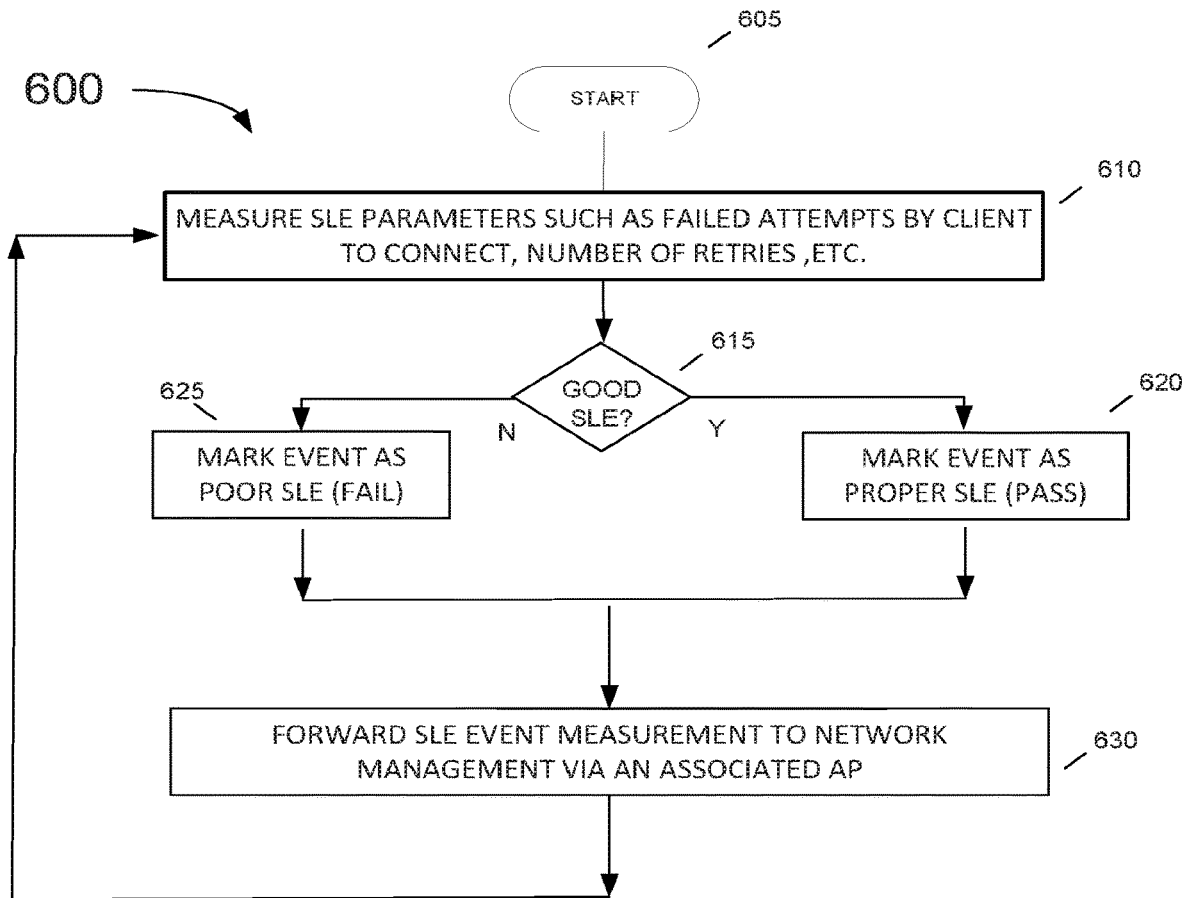 605
600
START
610
MEASURE SLE PARAMETERS SUCH AS FAILED ATTEMPTS BY CLIENT
TO CONNECT, NUMBER OF RETRIES ,ETC.
615
GOOD
SLE?
N
Y
625
MARK EVENT AS
POOR SLE (FAIL)
620
MARK EVENT AS
PROPER SLE (PASS)
FORWARD SLE EVENT MEASUREMENT TO NETWORK
MANAGEMENT VIA AN ASSOCIATED AP
630